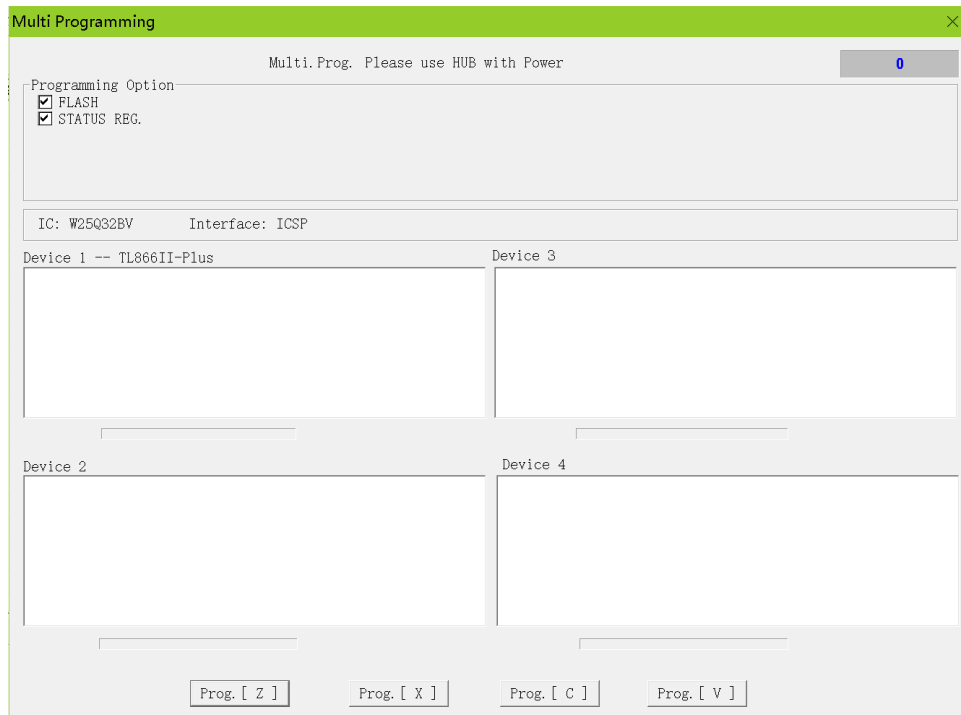 Multi Programming
Multi.Prog. Please use HUB with Power
0
Programming Option
FLASH
STATUS REG.
IC: W25Q32BV Interface: ICSP
Device 1 -- TL866II-Plus
Device 3
Device 2
Device 4
Prog.[ Z ] Prog.[ X ] Prog.[ C ] Prog.[ V ]